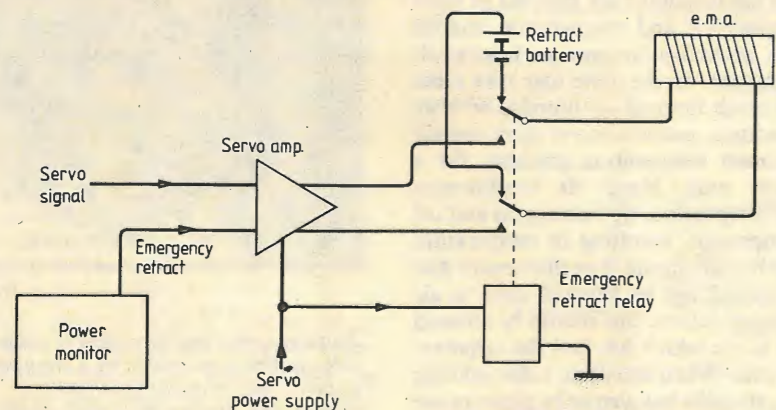 e.m.a.
Retract
battery
Servo amp.
Servo
signal
Emergency
retract
Emergency
retract relay
Power
monitor
Servo
power supply